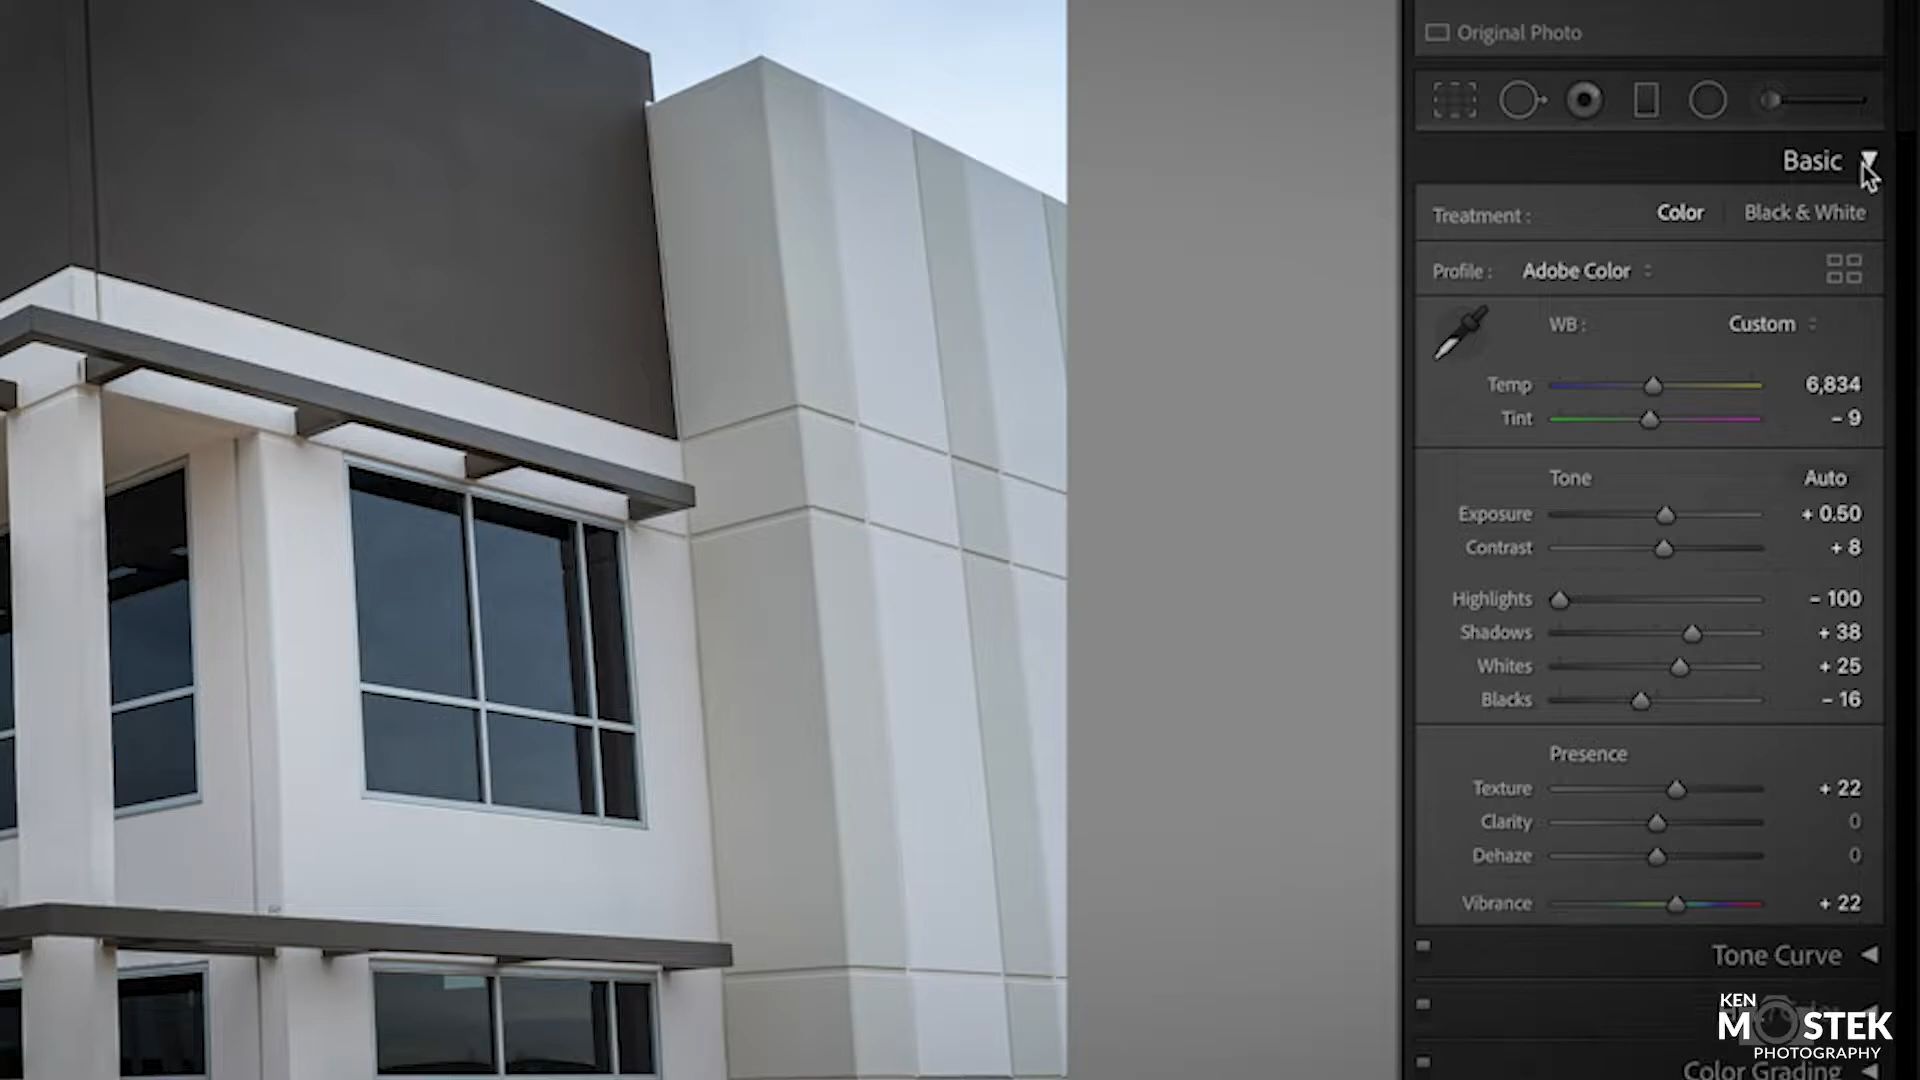 Original Photo
Basic
Treatment : Color Black & White
Profile : Adobe Color
WB : Custom
Temp 6,834
Tint - 9
Tone Auto
Exposure + 0.50
Contrast + 8
Highlights - 100
Shadows + 38
Whites + 25
Blacks - 16
Presence
Texture + 22
Clarity 0
Dehaze 0
Vibrance + 22
Tone Curve
KEN
MOSTEK
PHOTOGRAPHY
Color Grading